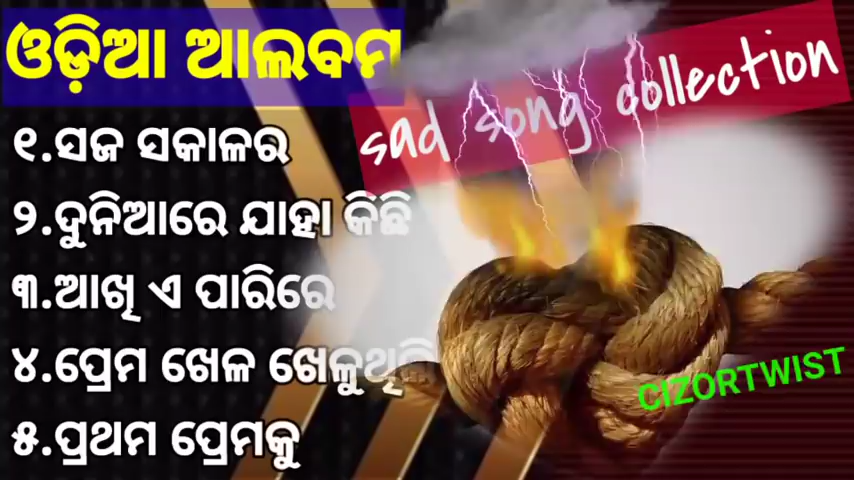 ଓଡ଼ିଆ ଆଲବମ
sad song collection
୧.ସଜ ସକାଳର
୨.ଦୁନିଆରେ ଯାହା କିଛି
୩.ଆଖି ଏ ପାରିରେ
୪.ପ୍ରେମ ଖେଳ ଖେଳୁଥିଲି
୫.ପ୍ରଥମ ପ୍ରେମକୁ
CIZORTWIST